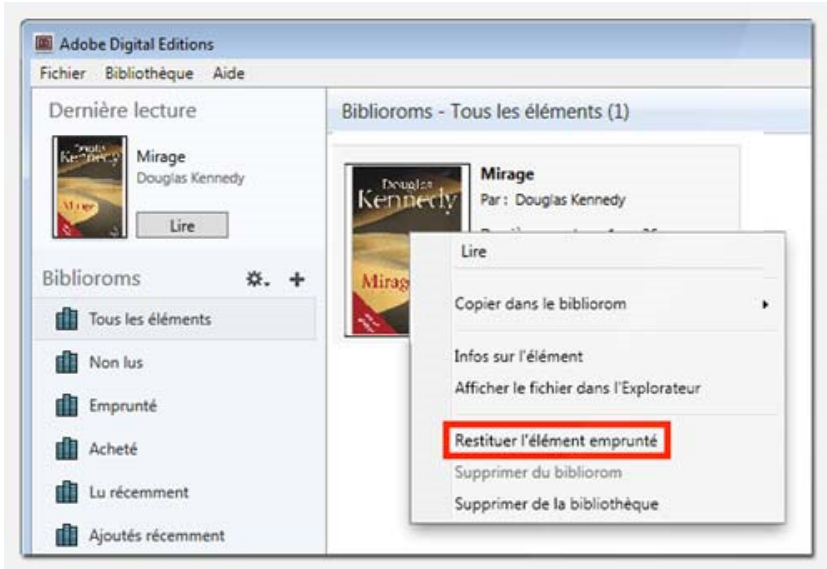 Adobe Digital Editions
Fichier Bibliothèque Aide
Dernière lecture
Douglas
Kennedy
Mirage
Mirage
Douglas Kennedy
Lire
Biblioroms
Tous les éléments
Non lus
Emprunté
Acheté
Lu récemment
Ajoutés récemment
Biblioroms - Tous les éléments (1)
Douglas
Kennedy
Mirag
Mirage
Par : Douglas Kennedy
Lire
Copier dans le bibliorom
Infos sur l'élément
Afficher le fichier dans l'Explorateur
Restituer l'élément emprunté
Supprimer du bibliorom
Supprimer de la bibliothèque